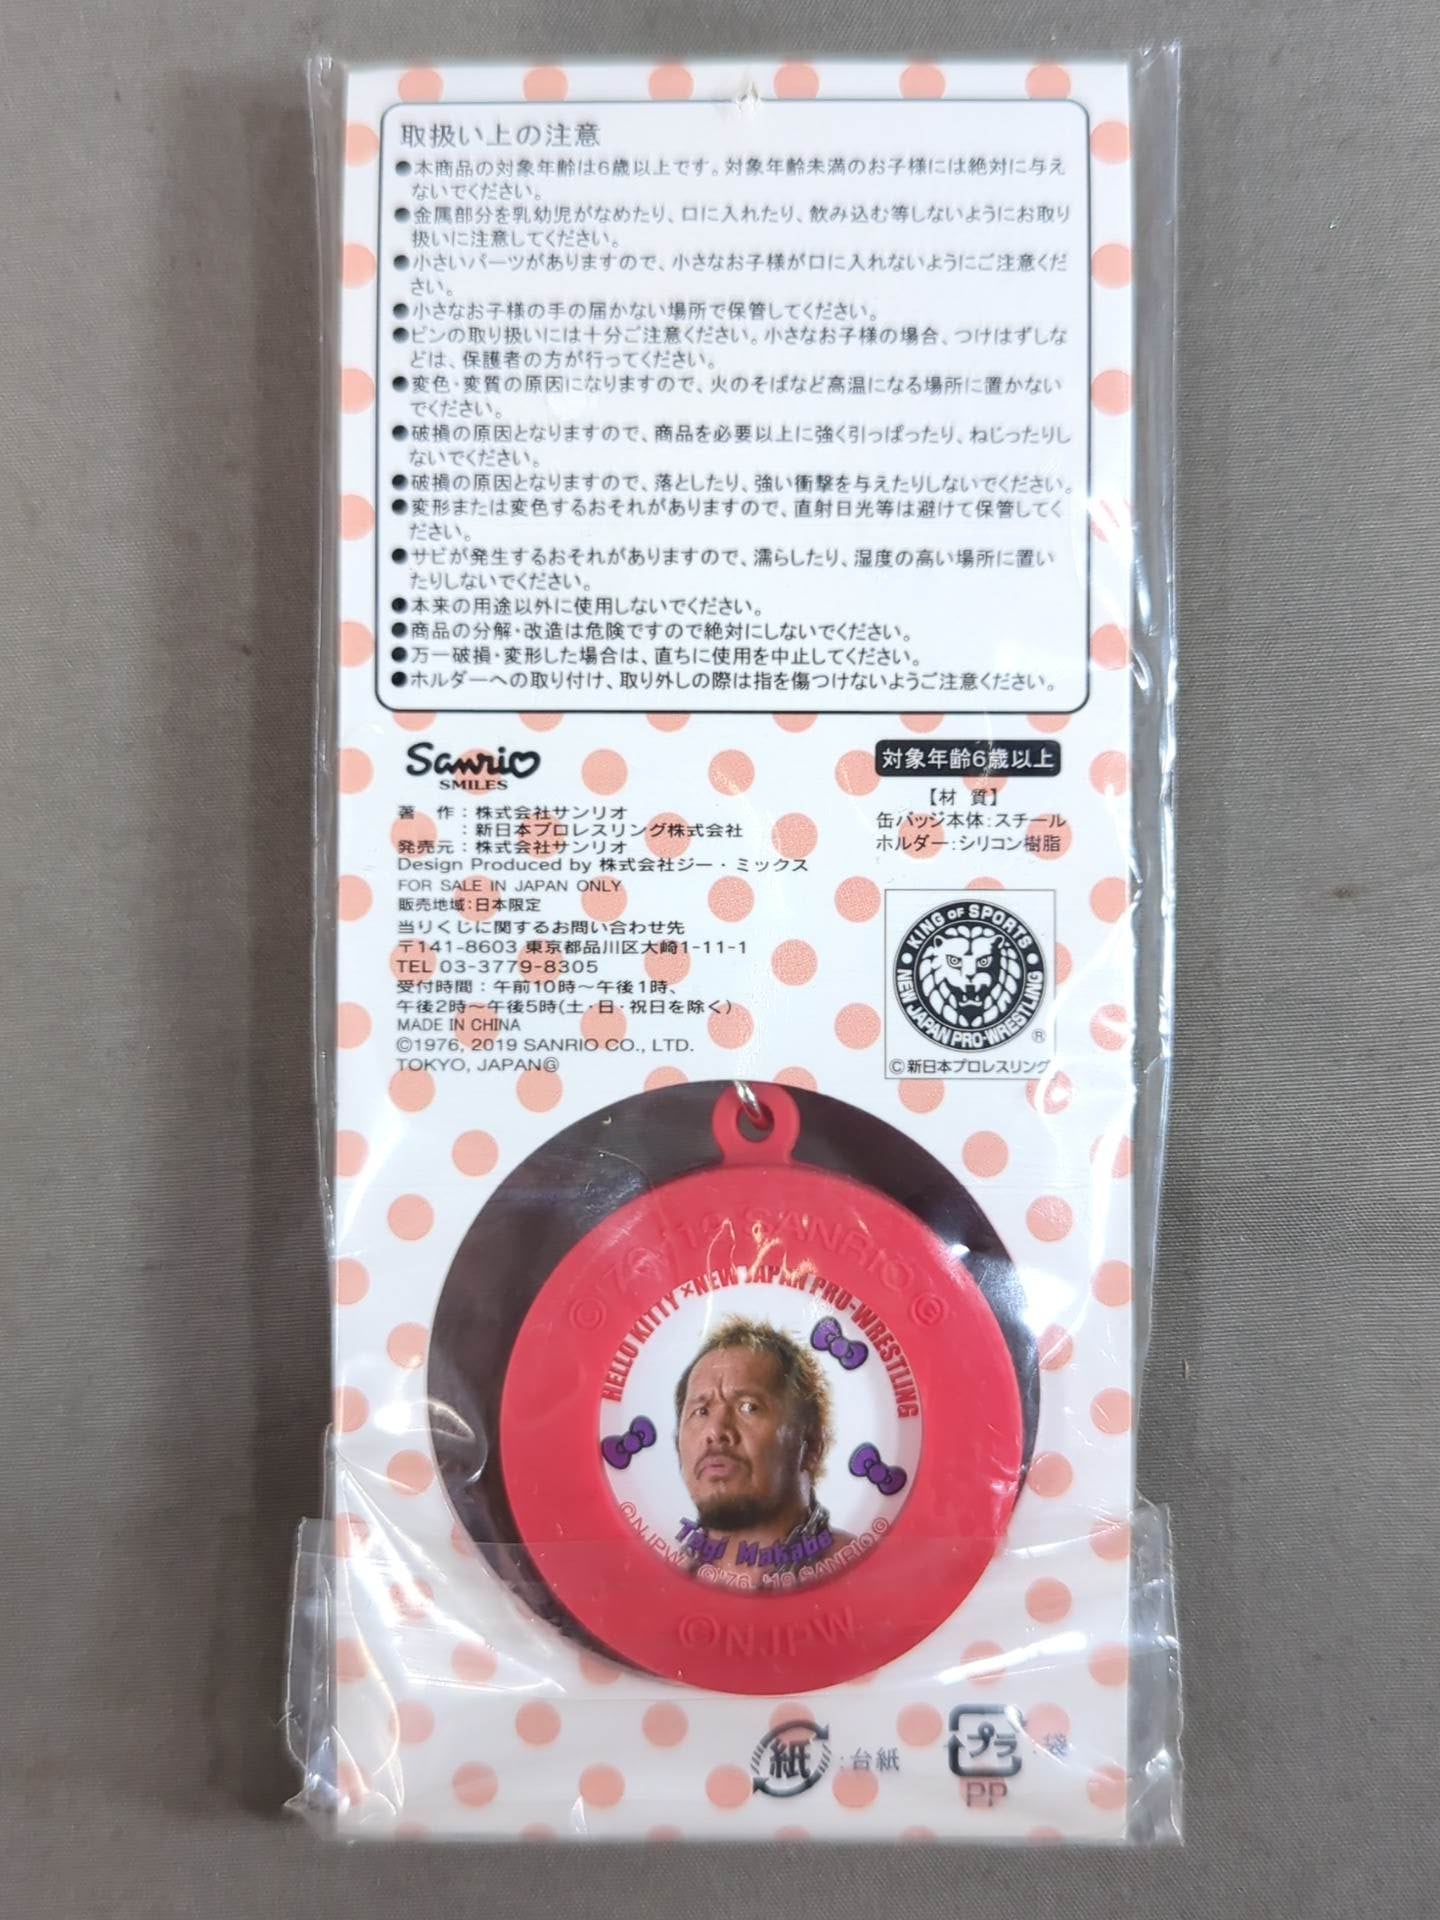 取扱い上の注意
●本商品の対象年齢は6歳以上です。対象年齢未満のお子様には絶対に与え
ないでください。
●金属部分を乳幼児がなめたり、口に入れたり、飲み込む等しないようにお取り
扱いに注意してください。
●小さいパーツがありますので、小さなお子様が口に入れないようにご注意くだ
さい。
●小さなお子様の手の届かない場所で保管してください。
●ピンの取り扱いには十分ご注意ください。小さなお子様の場合、つけはずしな
どは、保護者の方が行ってください。
●変色・変質の原因になりますので、火のそばなど高温になる場所に置かない
でください。
●破損の原因となりますので、商品を必要以上に強く引っぱったり、ねじったりし
ないでください。
●破損の原因となりますので、落としたり、強い衝撃を与えたりしないでください。
●変形または変色するおそれがありますので、直射日光等は避けて保管してく
ださい。
●サビが発生するおそれがありますので、濡らしたり、湿度の高い場所に置い
たりしないでください。
●本来の用途以外に使用しないでください。
●商品の分解・改造は危険ですので絶対にしないでください。
●万一破損・変形した場合は、直ちに使用を中止してください。
●ホルダーへの取り付け、取り外しの際は指を傷つけないようご注意ください。
Sanrio
SMILES
著 作：株式会社サンリオ
：新日本プロレスリング株式会社
発売元：株式会社サンリオ
Design Produced by 株式会社ジー・ミックス
FOR SALE IN JAPAN ONLY
販売地域：日本限定
当りくじに関するお問い合わせ先
〒141-8603 東京都品川区大崎1-11-1
TEL 03-3779-8305
受付時間：午前10時～午後1時、
午後2時～午後5時(土・日・祝日を除く)
MADE IN CHINA
©1976, 2019 SANRIO CO., LTD.
TOKYO, JAPANⒼ
対象年齢6歳以上
【材 質】
缶バッジ本体：スチール
ホルダー：シリコン樹脂
KING OF SPORTS
NEW JAPAN PRO-WRESTLING
®
©新日本プロレスリング
©'76,'19 SANRIO Ⓖ
HELLO KITTY×NEW JAPAN PRO-WRESTLING
Togi Makabe
©NJPW ©'76,'19 SANRIOⒼ
©NJPW
紙：台紙
プラ：袋
PP